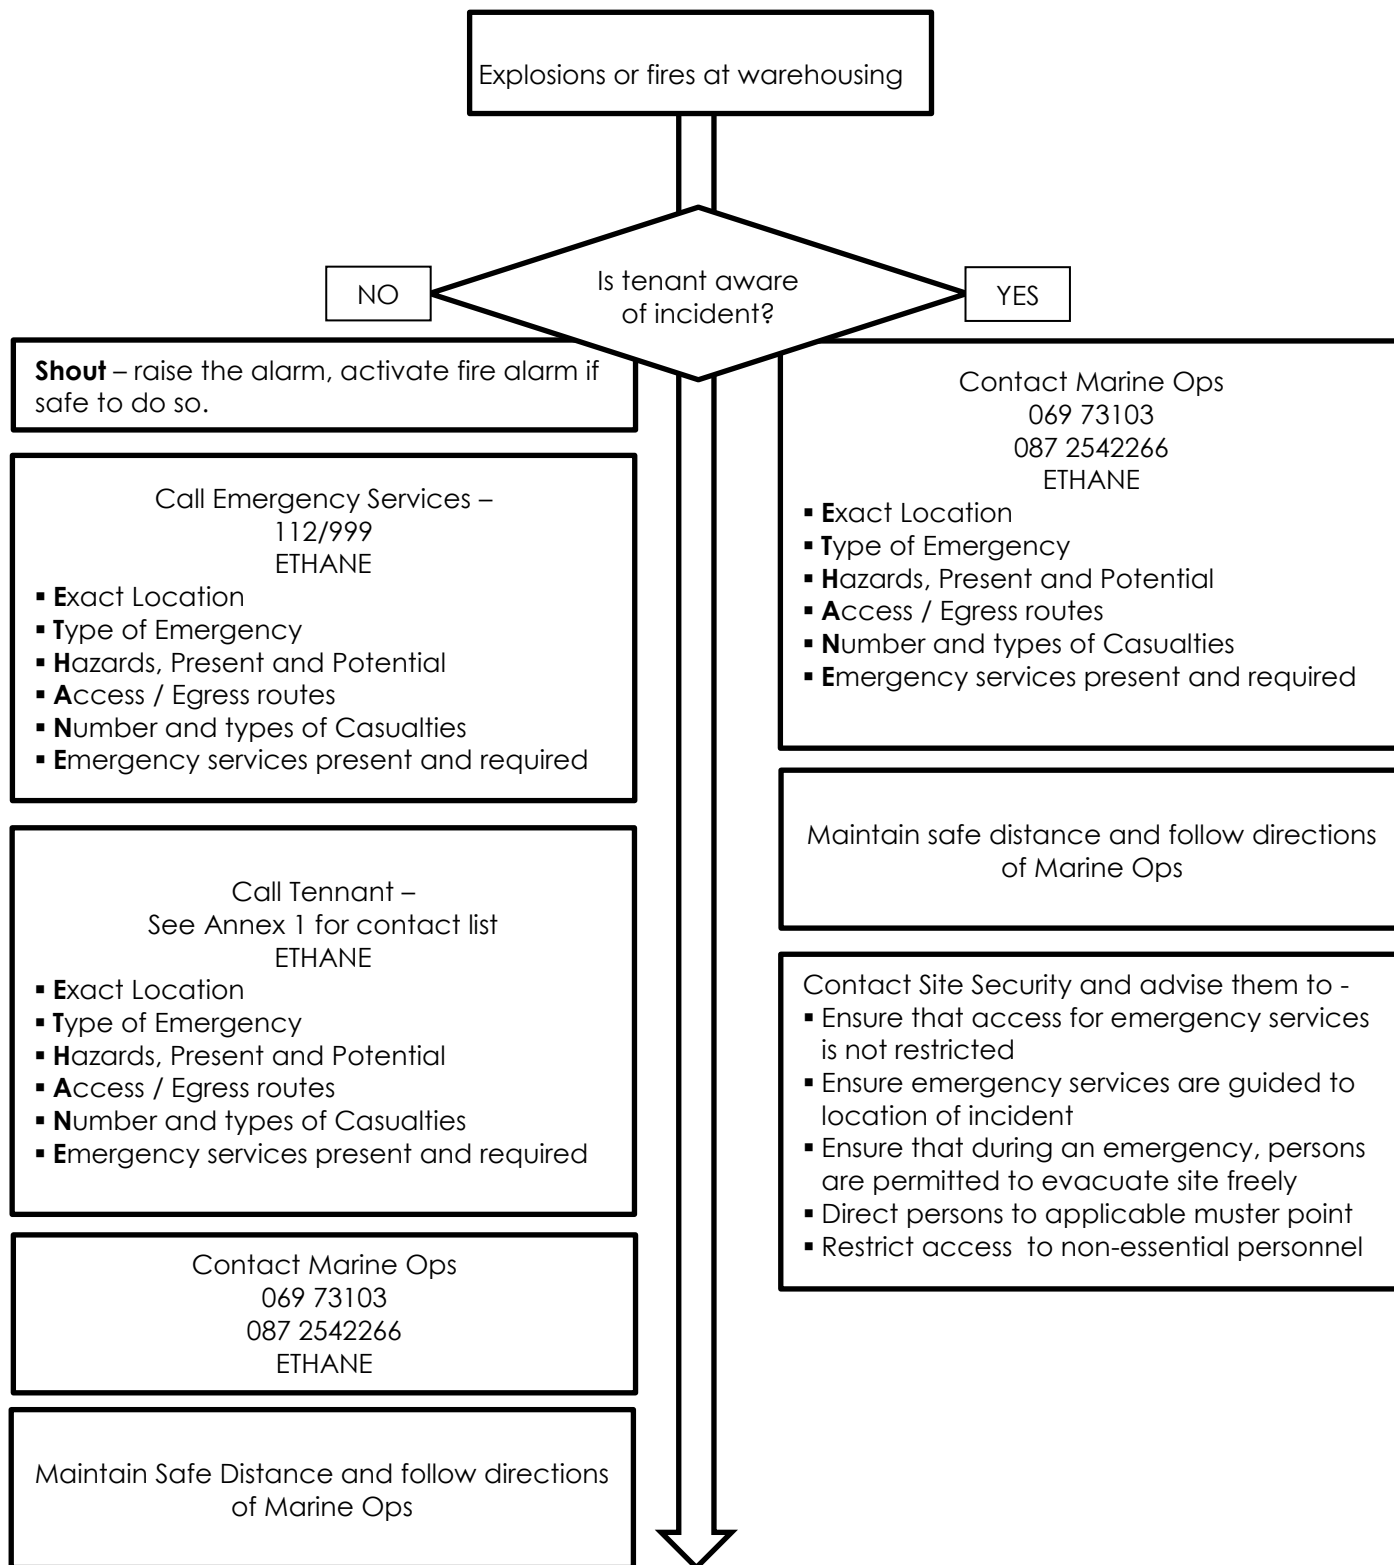 Explosions or fires at warehousing
Is tenant aware
of incident?
NO
YES
Shout – raise the alarm, activate fire alarm if
safe to do so.
Call Emergency Services –
112/999
ETHANE
▪ Exact Location
▪ Type of Emergency
▪ Hazards, Present and Potential
▪ Access / Egress routes
▪ Number and types of Casualties
▪ Emergency services present and required
Call Tennant –
See Annex 1 for contact list
ETHANE
▪ Exact Location
▪ Type of Emergency
▪ Hazards, Present and Potential
▪ Access / Egress routes
▪ Number and types of Casualties
▪ Emergency services present and required
Contact Marine Ops
069 73103
087 2542266
ETHANE
Maintain Safe Distance and follow directions
of Marine Ops
Contact Marine Ops
069 73103
087 2542266
ETHANE
▪ Exact Location
▪ Type of Emergency
▪ Hazards, Present and Potential
▪ Access / Egress routes
▪ Number and types of Casualties
▪ Emergency services present and required
Maintain safe distance and follow directions
of Marine Ops
Contact Site Security and advise them to -
▪ Ensure that access for emergency services
is not restricted
▪ Ensure emergency services are guided to
location of incident
▪ Ensure that during an emergency, persons
are permitted to evacuate site freely
▪ Direct persons to applicable muster point
▪ Restrict access to non-essential personnel